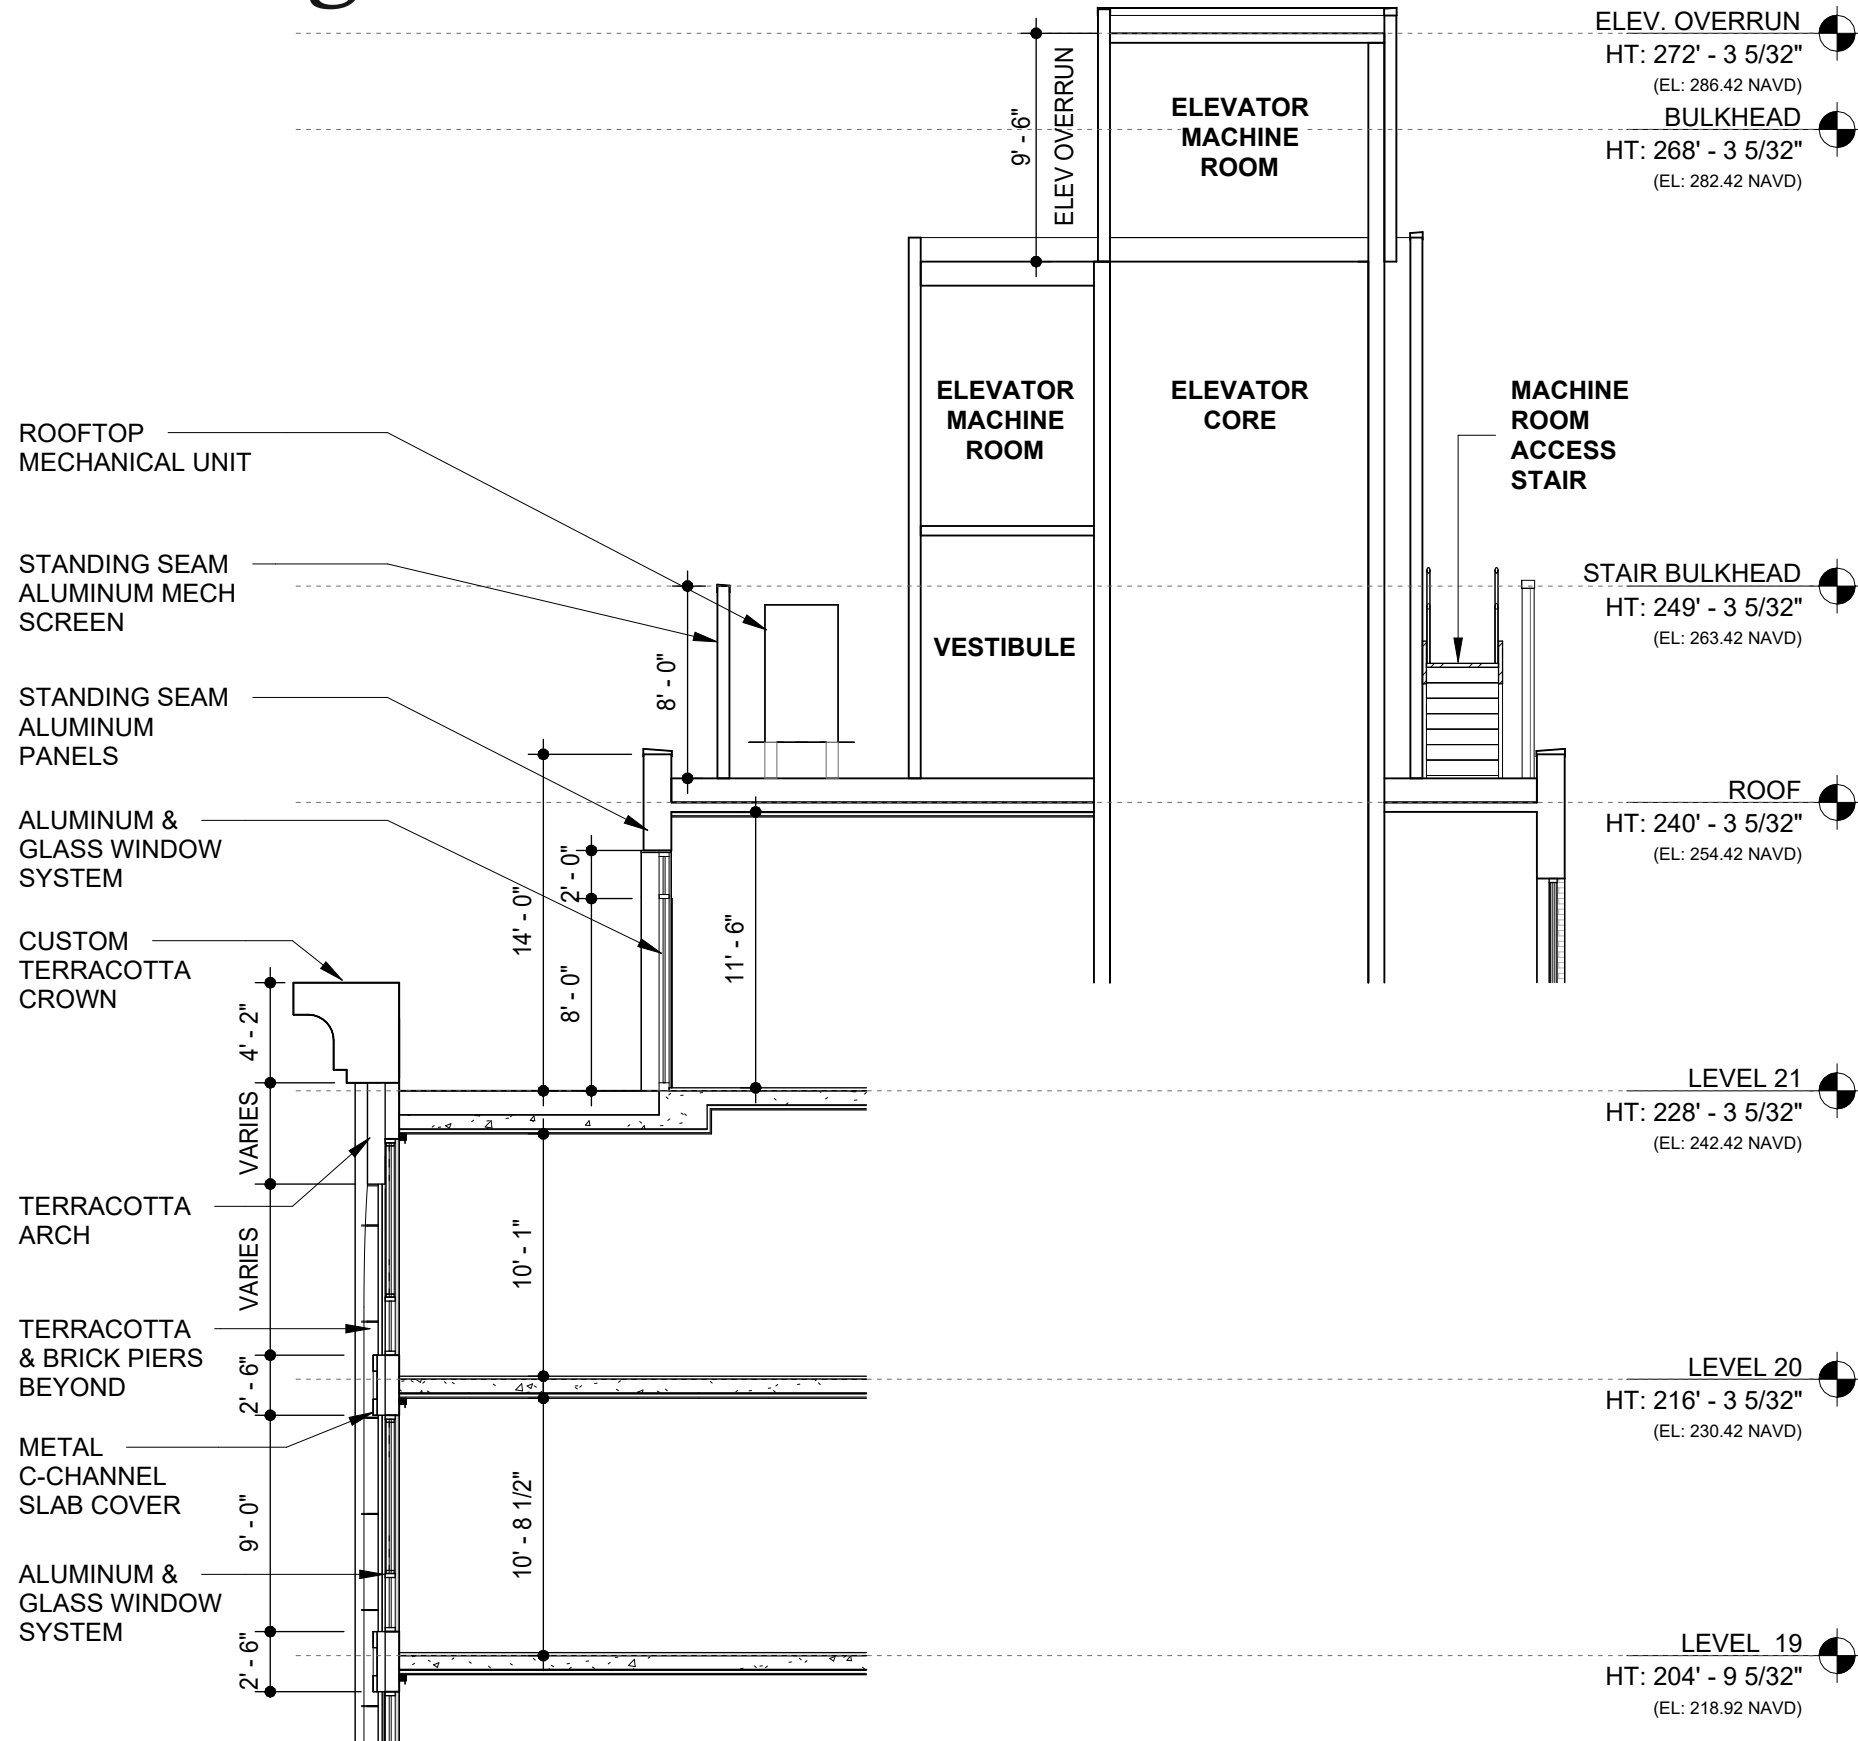 ELEV. OVERRUN
HT: 272' - 3 5/32"
(EL: 286.42 NAVD)
BULKHEAD
HT: 268' - 3 5/32"
(EL: 282.42 NAVD)
9' - 6"
ELEV OVERRUN
ELEVATOR
MACHINE
ROOM
ELEVATOR
MACHINE
ROOM
ELEVATOR
CORE
MACHINE
ROOM
ACCESS
STAIR
ROOFTOP
MECHANICAL UNIT
STANDING SEAM
ALUMINUM MECH
SCREEN
STAIR BULKHEAD
HT: 249' - 3 5/32"
(EL: 263.42 NAVD)
VESTIBULE
8' - 0"
STANDING SEAM
ALUMINUM
PANELS
ROOF
HT: 240' - 3 5/32"
(EL: 254.42 NAVD)
ALUMINUM &
GLASS WINDOW
SYSTEM
14' - 0"
2' - 0"
8' - 0"
11' - 6"
CUSTOM
TERRACOTTA
CROWN
4' - 2"
VARIES
LEVEL 21
HT: 228' - 3 5/32"
(EL: 242.42 NAVD)
TERRACOTTA
ARCH
VARIES
10' - 1"
TERRACOTTA
& BRICK PIERS
BEYOND
2' - 6"
LEVEL 20
HT: 216' - 3 5/32"
(EL: 230.42 NAVD)
METAL
C-CHANNEL
SLAB COVER
9' - 0"
10' - 8 1/2"
ALUMINUM &
GLASS WINDOW
SYSTEM
2' - 6"
LEVEL 19
HT: 204' - 9 5/32"
(EL: 218.92 NAVD)